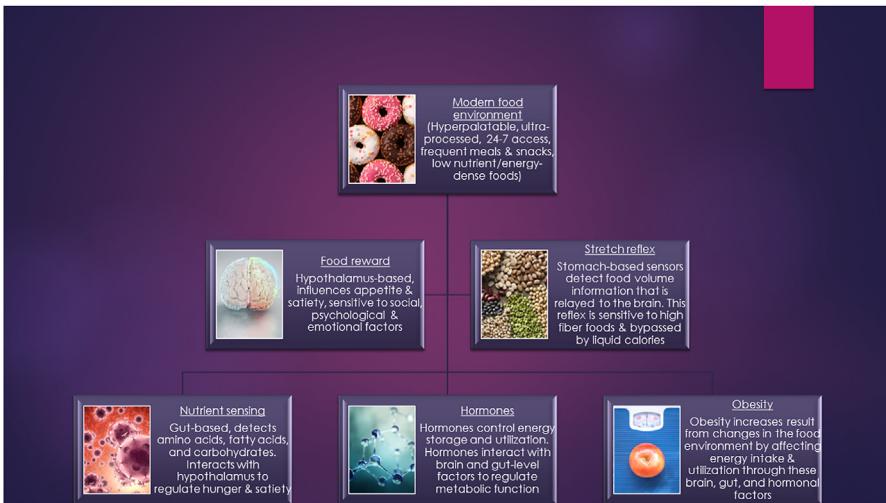 Modern food
environment
(Hyperpalatable, ultra-
processed, 24-7 access,
frequent meals & snacks,
low nutrient/energy-
dense foods)
Food reward
Hypothalamus-based,
influences appetite &
satiety, sensitive to social,
psychological &
emotional factors
Stretch reflex
Stomach-based sensors
detect food volume
information that is
relayed to the brain. This
reflex is sensitive to high
fiber foods & bypassed
by liquid calories
Nutrient sensing
Gut-based, detects
amino acids, fatty acids,
and carbohydrates.
Interacts with
hypothalamus to
regulate hunger & satiety
Hormones
Hormones control energy
storage and utilization.
Hormones interact with
brain and gut-level
factors to regulate
metabolic function
Obesity
Obesity increases result
from changes in the food
environment by affecting
energy intake &
utilization through these
brain, gut, and hormonal
factors